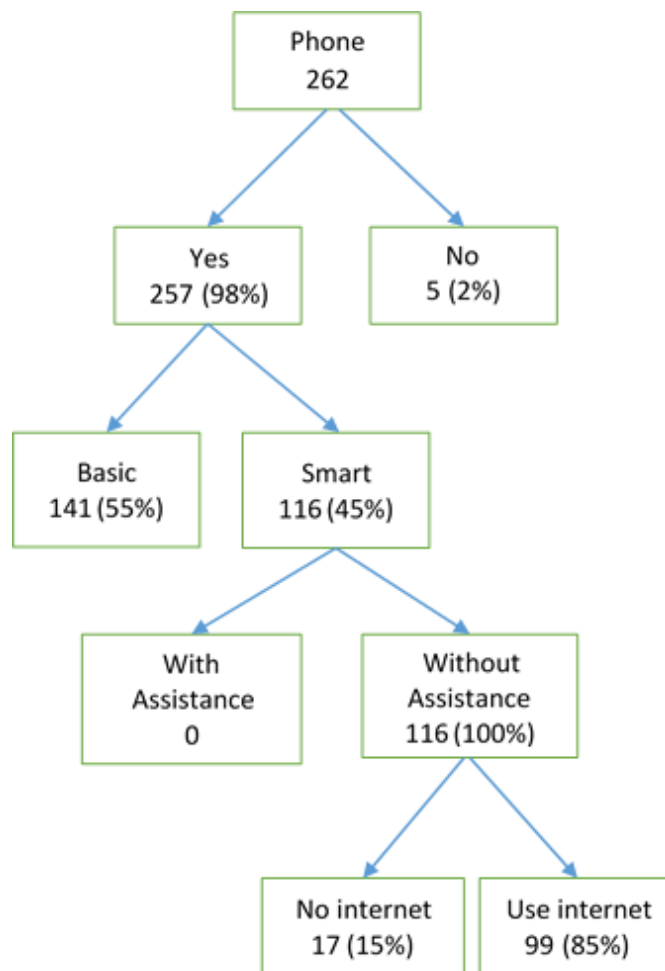 Phone
262
Yes
257 (98%)
No
5 (2%)
Basic
141 (55%)
Smart
116 (45%)
With
Assistance
0
Without
Assistance
116 (100%)
No internet
17 (15%)
Use internet
99 (85%)